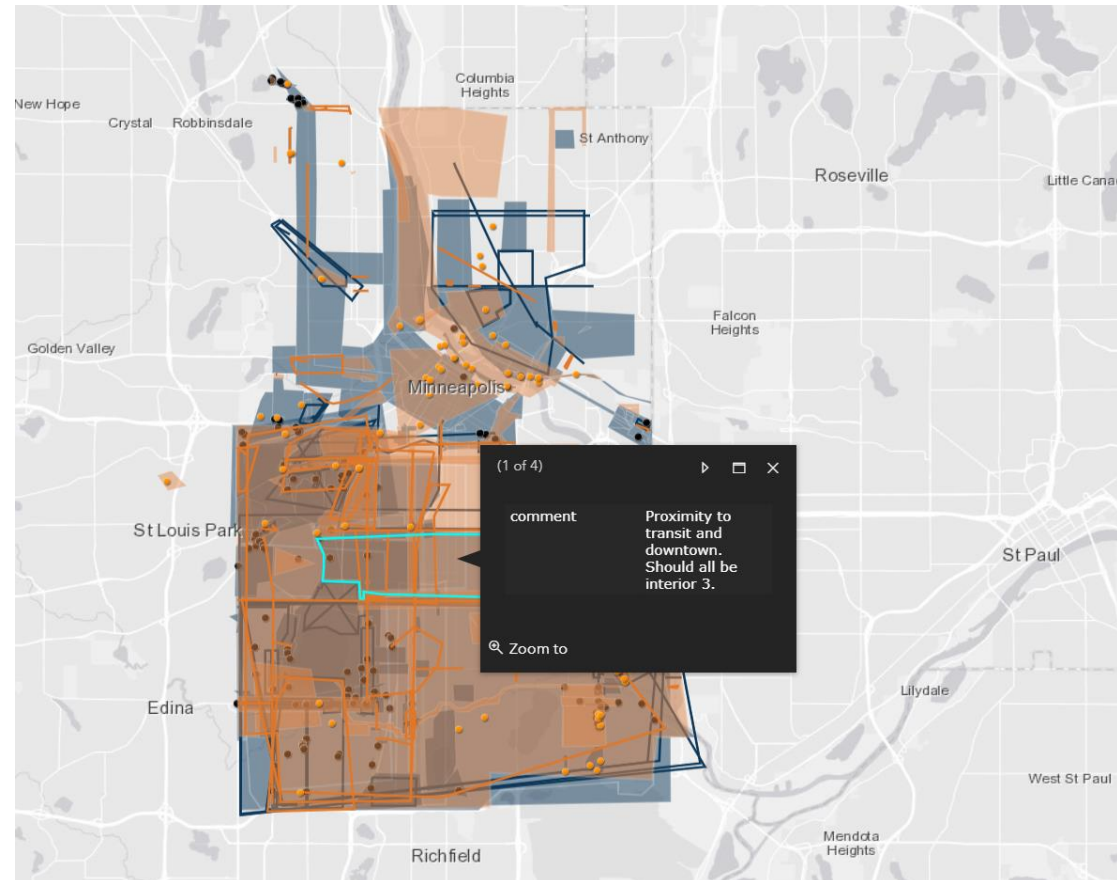 Columbia
Heights
New Hope
Crystal
Robbinsdale
St Anthony
Roseville
Little Cana
Falcon
Heights
Golden Valley
Minneapolis
(1 of 4)
comment
Proximity to
transit and
downtown.
Should all be
interior 3.
Zoom to
St Louis Park
St Paul
Edina
Lilydale
West St Paul
Mendota
Heights
Richfield